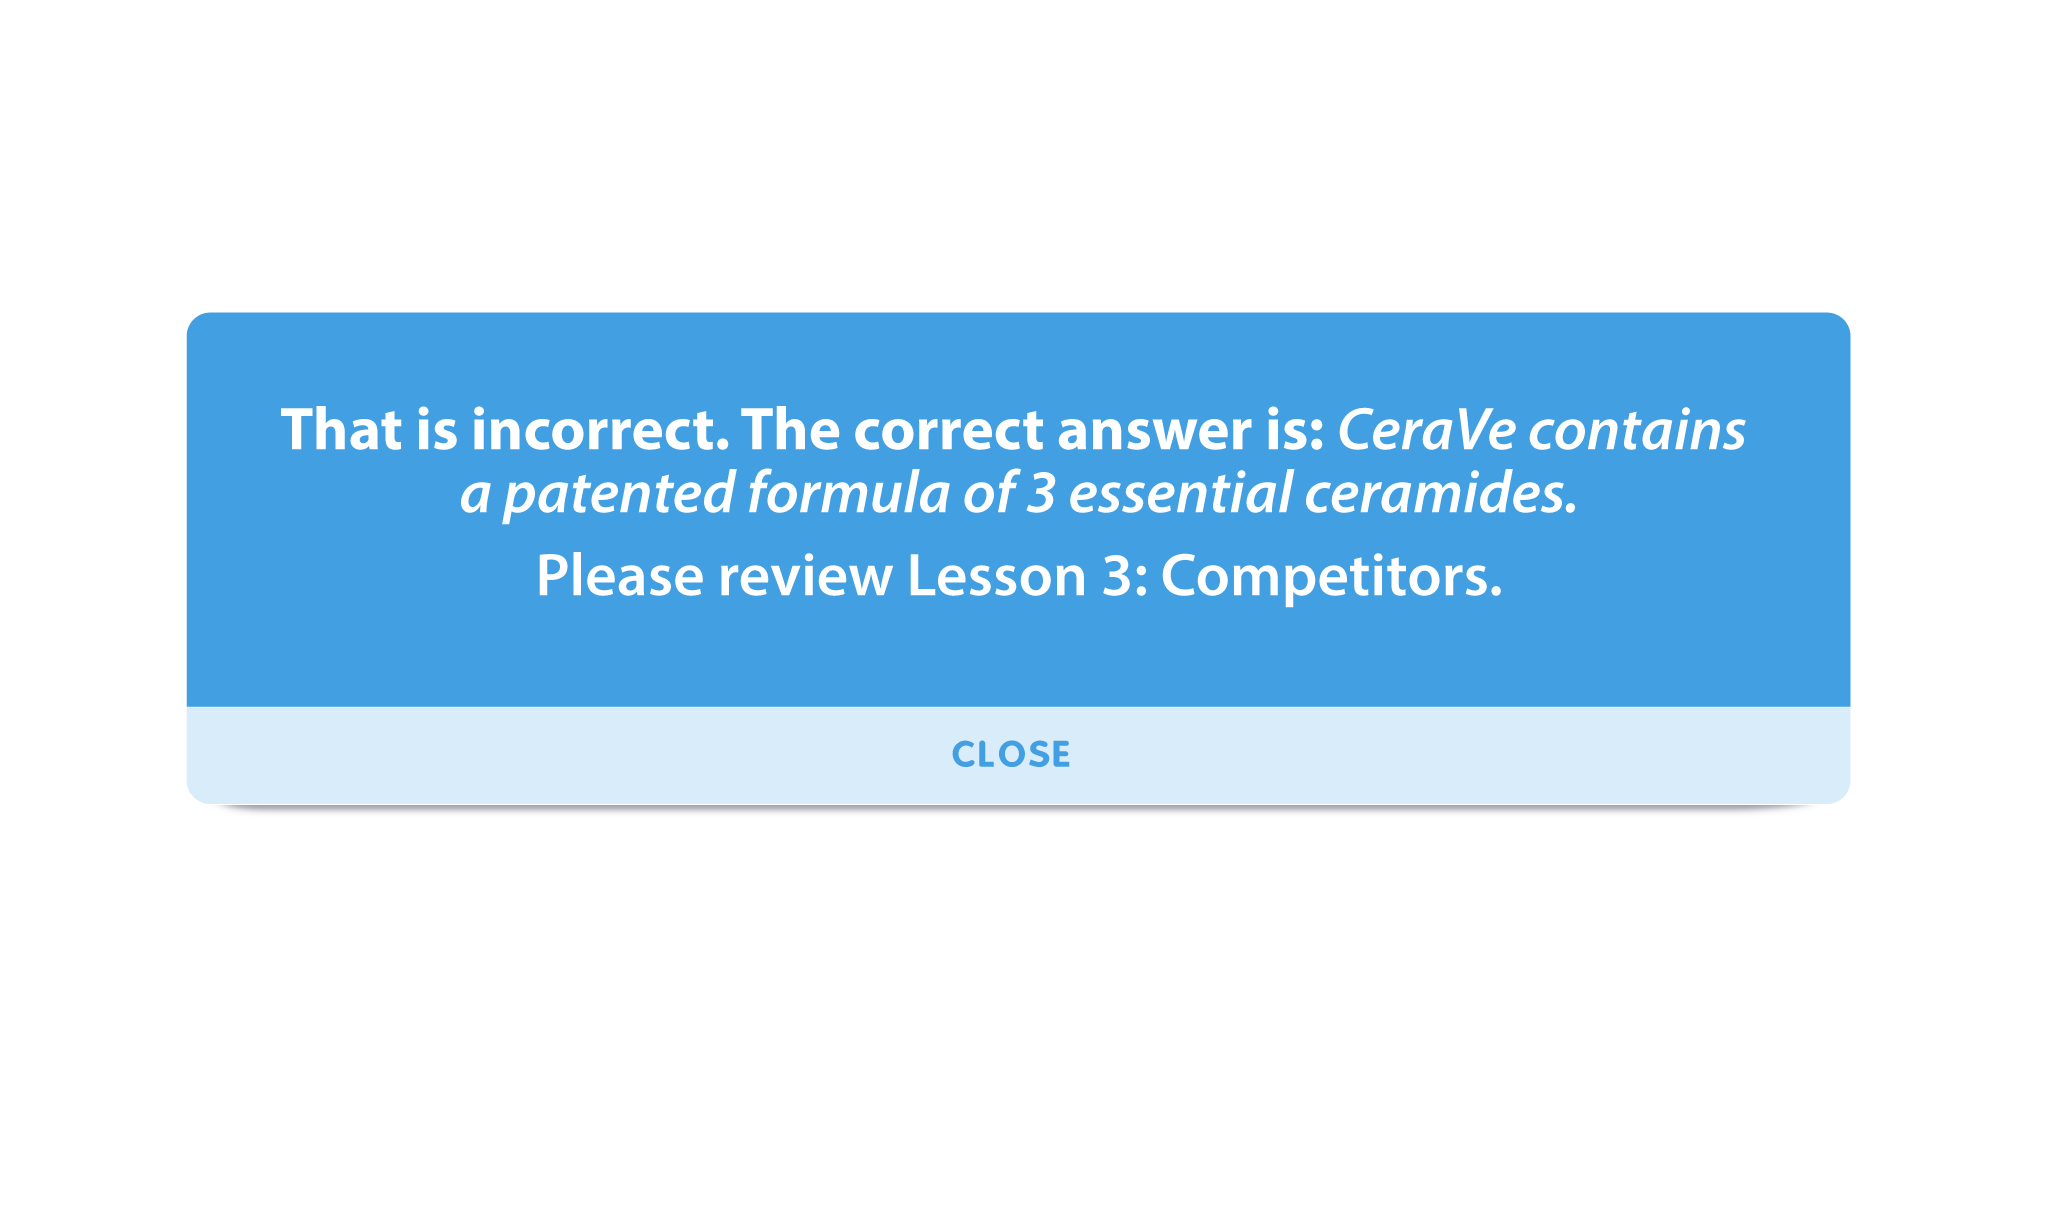 That is incorrect. The correct answer is: CeraVe contains
a patented formula of 3 essential ceramides.
Please review Lesson 3: Competitors.
CLOSE